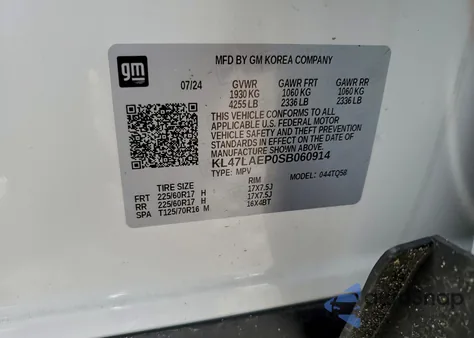 gm
MFD BY GM KOREA COMPANY
07/24 GVWR GAWR FRT GAWR RR
1930 KG 1060 KG 1060 KG
4255 LB 2336 LB 2336 LB
THIS VEHICLE CONFORMS TO ALL
APPLICABLE U.S. FEDERAL MOTOR
VEHICLE SAFETY AND THEFT PREVENTION
STANDARDS IN EFFECT ON THE DATE OF
MANUFACTURE SHOWN ABOVE.
KL47LAEP0SB060914
TYPE: MPV MODEL: 044TQ58
TIRE SIZE RIM
FRT 225/60R17 H 17X7.5J
RR 225/60R17 H 17X7.5J
SPA T125/70R16 M 16X4BT